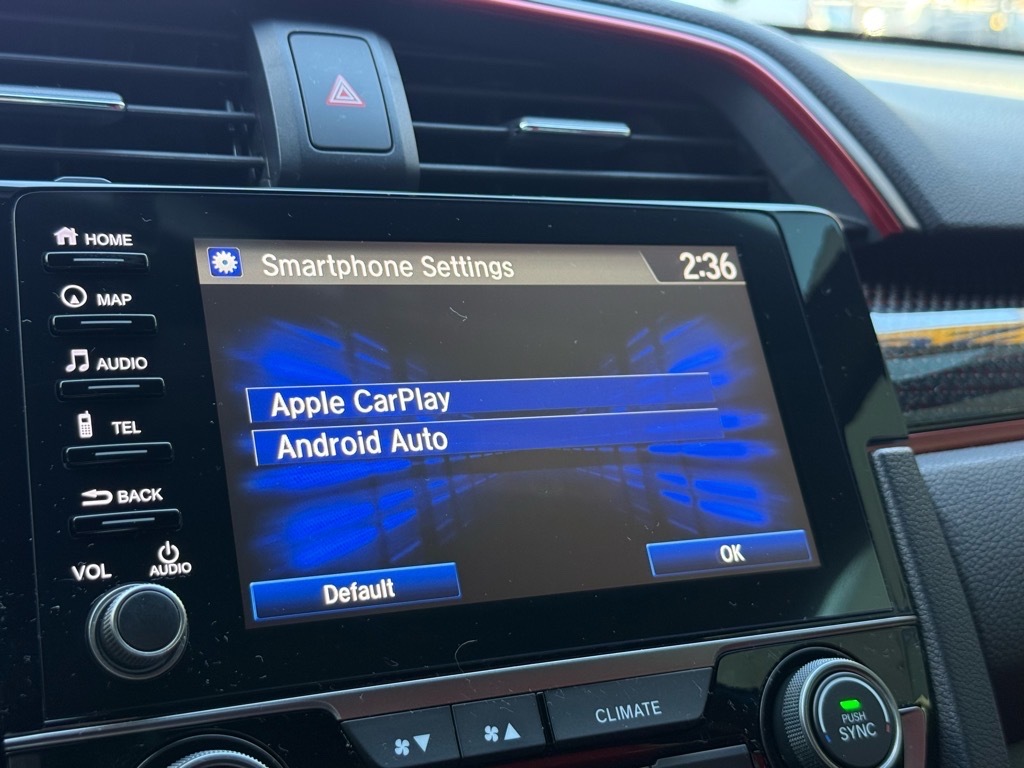 HOME
MAP
AUDIO
TEL
BACK
VOL
AUDIO
Smartphone Settings
2:36
Apple CarPlay
Android Auto
Default
OK
CLIMATE
PUSH
SYNC